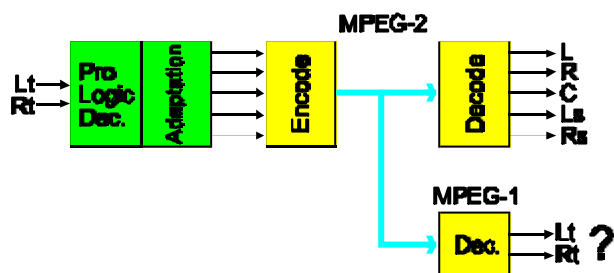 MPEG-2
Lt
Rt
Pro
Logic
Dec.
Adaptation
Encode
Decode
L
R
C
Ls
Rs
MPEG-1
Dec.
Lt
Rt
?